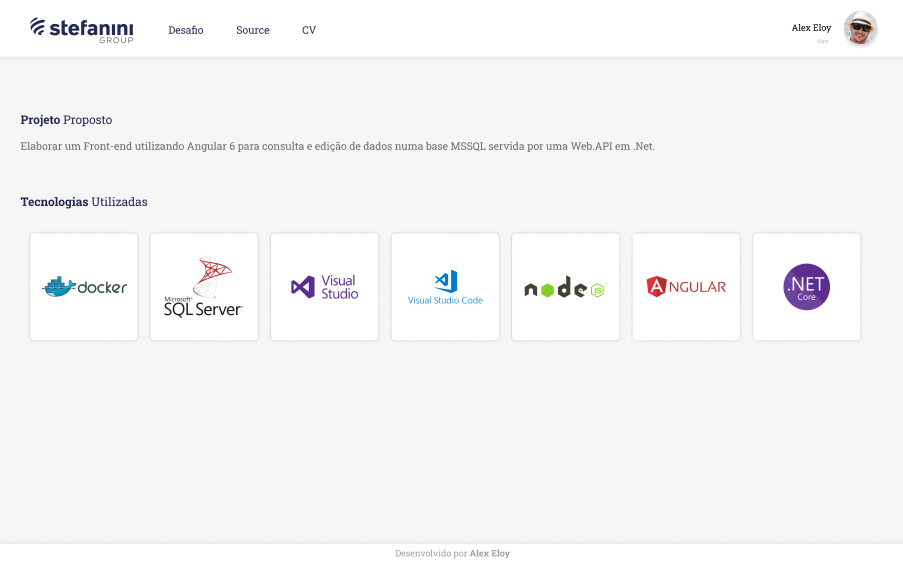 stefanini
GROUP
Desafio Source CV
Alex Eloy
Sair
Projeto Proposto
Elaborar um Front-end utilizando Angular 6 para consulta e edição de dados numa base MSSQL servida por uma Web.API em .Net.
Tecnologias Utilizadas
docker
Microsoft®
SQL Server®
Visual
Studio
Visual Studio Code
node
JS
ANGULAR
.NET
Core
Desenvolvido por Alex Eloy